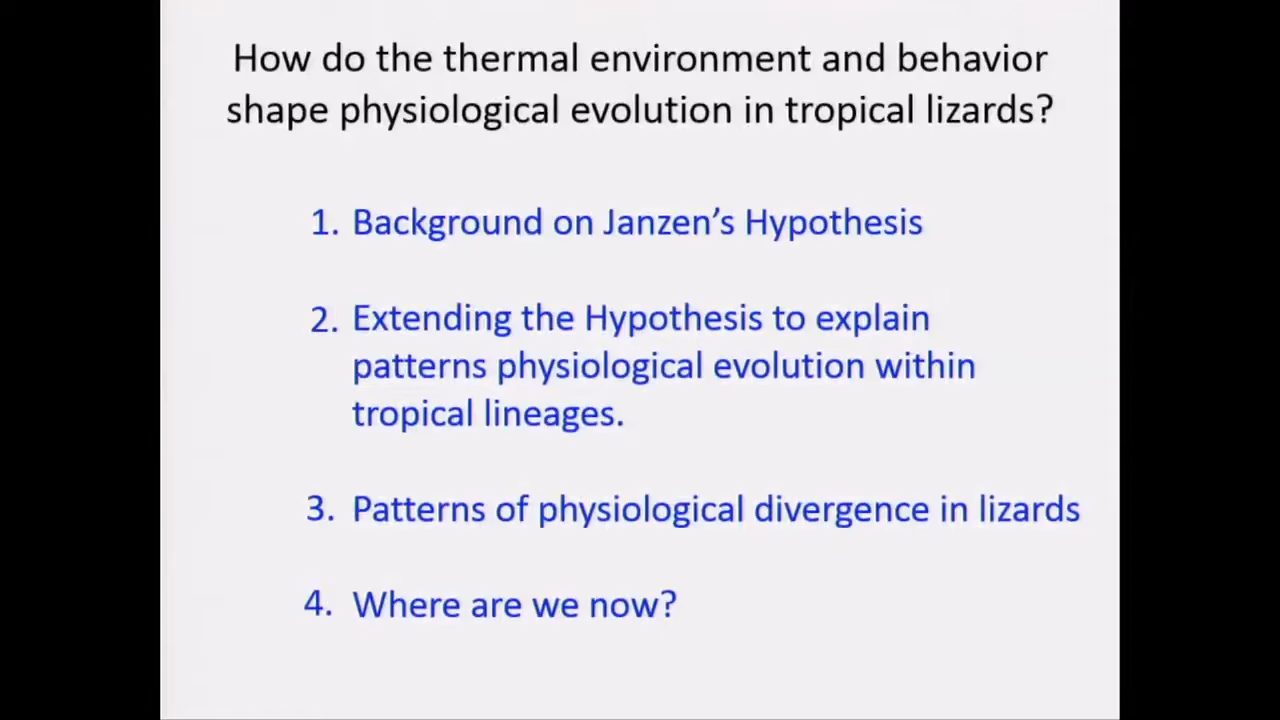 How do the thermal environment and behavior
shape physiological evolution in tropical lizards?
1. Background on Janzen’s Hypothesis
2. Extending the Hypothesis to explain
patterns physiological evolution within
tropical lineages.
3. Patterns of physiological divergence in lizards
4. Where are we now?